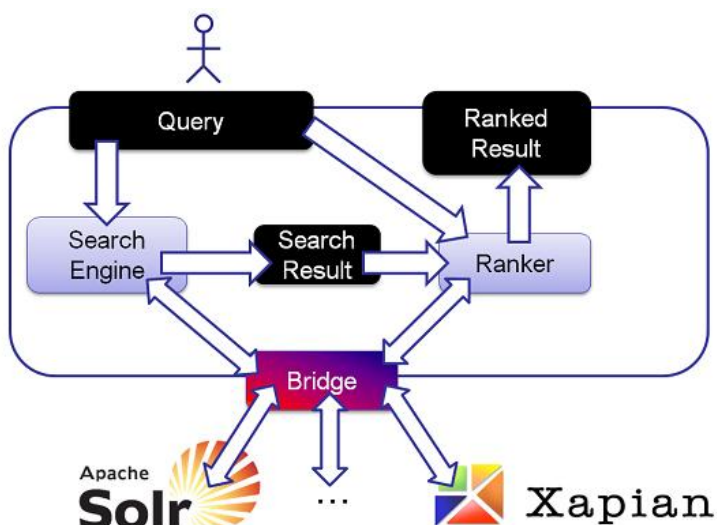 Query
Ranked
Result
Search
Engine
Search
Result
Ranker
Bridge
Apache
Solr
...
Xapian